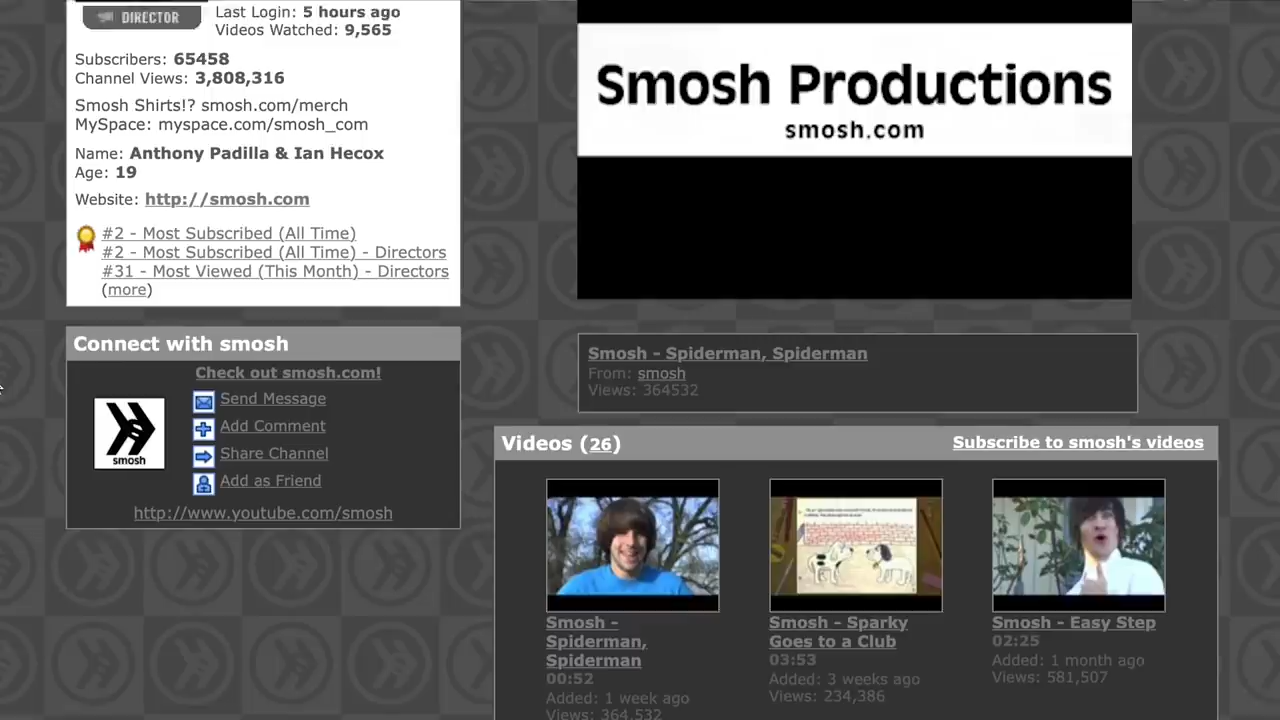 DIRECTOR
Last Login: 5 hours ago
Videos Watched: 9,565
Subscribers: 65458
Channel Views: 3,808,316
Smosh Shirts!? smosh.com/merch
MySpace: myspace.com/smosh_com
Name: Anthony Padilla & Ian Hecox
Age: 19
Website: http://smosh.com
#2 - Most Subscribed (All Time)
#2 - Most Subscribed (All Time) - Directors
#31 - Most Viewed (This Month) - Directors
(more)
Connect with smosh
Check out smosh.com!
smosh
Send Message
Add Comment
Share Channel
Add as Friend
http://www.youtube.com/smosh
Smosh Productions
smosh.com
Smosh - Spiderman, Spiderman
From: smosh
Views: 364532
Videos (26)
Subscribe to smosh's videos
Smosh -
Spiderman,
Spiderman
00:52
Added: 1 week ago
Views: 364,532
Smosh - Sparky
Goes to a Club
03:53
Added: 3 weeks ago
Views: 234,386
Smosh - Easy Step
02:25
Added: 1 month ago
Views: 581,507